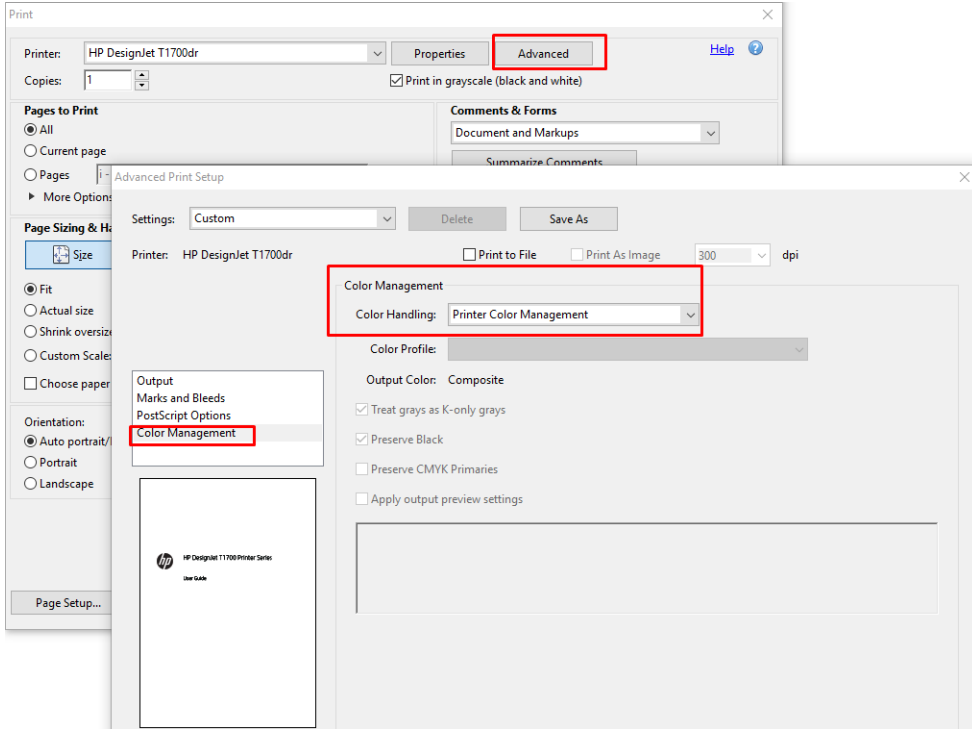 Print
Printer: HP DesignJet T1700dr Properties Advanced Help ?
Copies: 1 Print in grayscale (black and white)
Pages to Print
All
Current page
Pages i -
More Options
Comments & Forms
Document and Markups
Summarize Comments
Page Sizing & Ha
Size
Fit
Actual size
Shrink oversize
Custom Scale:
Choose paper
Orientation:
Auto portrait/l
Portrait
Landscape
Page Setup...
Advanced Print Setup
Settings: Custom Delete Save As
Printer: HP DesignJet T1700dr Print to File Print As Image 300 dpi
Output
Marks and Bleeds
PostScript Options
Color Management
Color Management
Color Handling: Printer Color Management
Color Profile:
Output Color: Composite
Treat grays as K-only grays
Preserve Black
Preserve CMYK Primaries
Apply output preview settings
hp
HP DesignJet T1700 Printer Series
User Guide